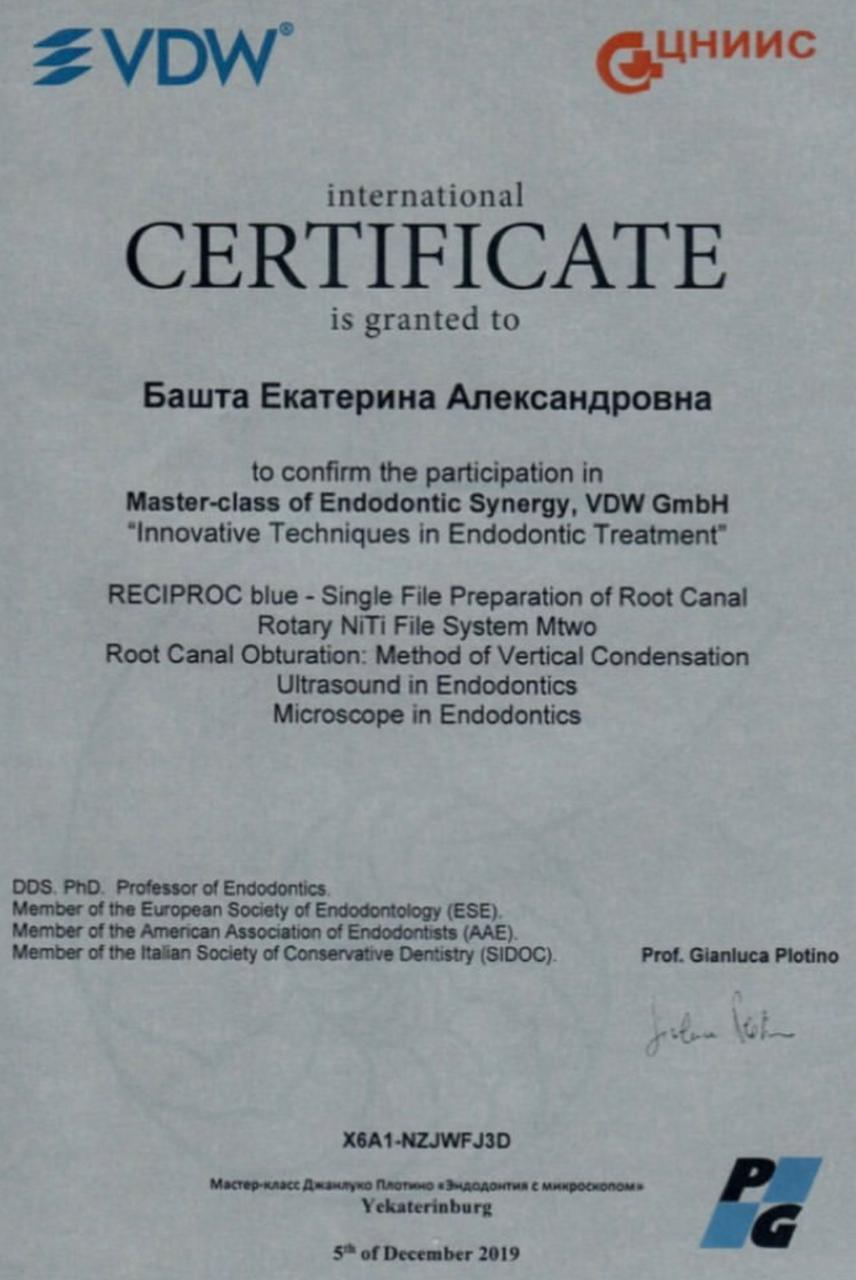 VDW®
ЦНИИС
international
CERTIFICATE
is granted to
Башта Екатерина Александровна
to confirm the participation in
Master-class of Endodontic Synergy, VDW GmbH
“Innovative Techniques in Endodontic Treatment”
RECIPROC blue - Single File Preparation of Root Canal
Rotary NiTi File System Mtwo
Root Canal Obturation: Method of Vertical Condensation
Ultrasound in Endodontics
Microscope in Endodontics
DDS. PhD. Professor of Endodontics.
Member of the European Society of Endodontology (ESE).
Member of the American Association of Endodontists (AAE).
Member of the Italian Society of Conservative Dentistry (SIDOC).
Prof. Gianluca Plotino
X6A1-NZJWFJ3D
Мастер-класс Джанлуко Плотино «Эндодонтия с микроскопом»
Yekaterinburg
PG
5th of December 2019